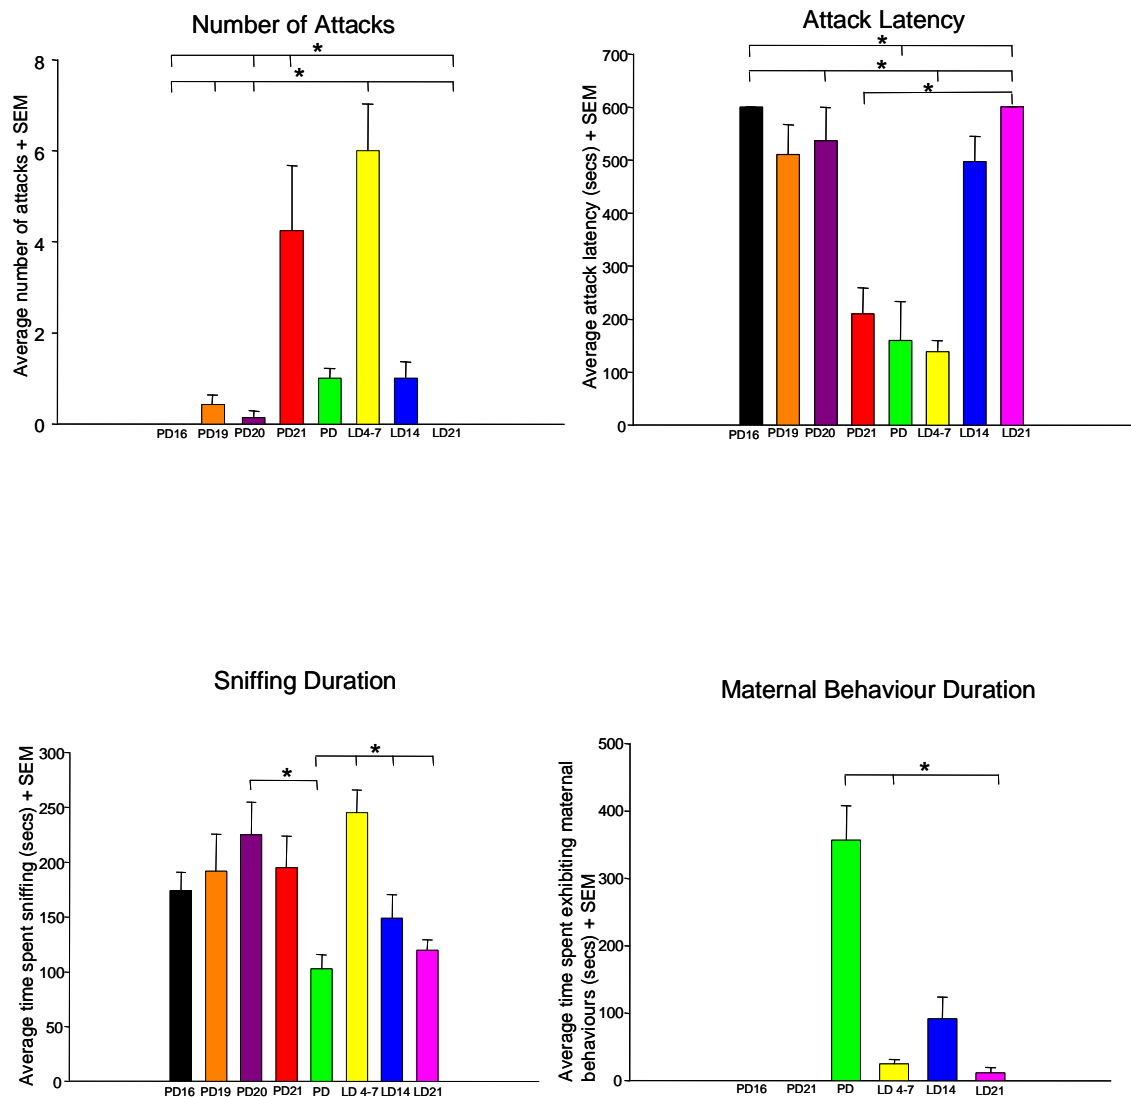 Number of Attacks
*
*
Average number of attacks + SEM
8
6
4
2
0
PD16 PD19 PD20 PD21 PD LD4-7 LD14 LD21
Attack Latency
*
*
*
Average attack latency (secs) + SEM
700
600
500
400
300
200
100
0
PD16 PD19 PD20 PD21 PD LD4-7 LD14 LD21
Sniffing Duration
*
*
Average time spent sniffing (secs) + SEM
300
250
200
150
100
50
0
PD16 PD19 PD20 PD21 PD LD 4-7 LD14 LD21
Maternal Behaviour Duration
*
Average time spent exhibiting maternal
behaviours (secs) + SEM
500
400
300
200
100
0
PD16 PD21 PD LD 4-7 LD14 LD21